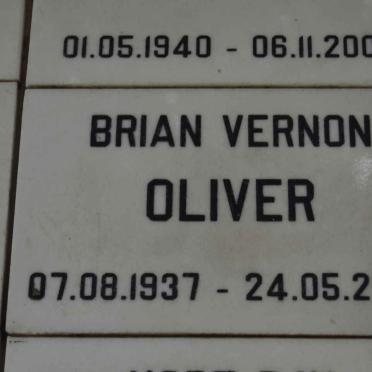 01.05.1940 - 06.11.200
BRIAN VERNON
OLIVER
07.08.1937 - 24.05.2